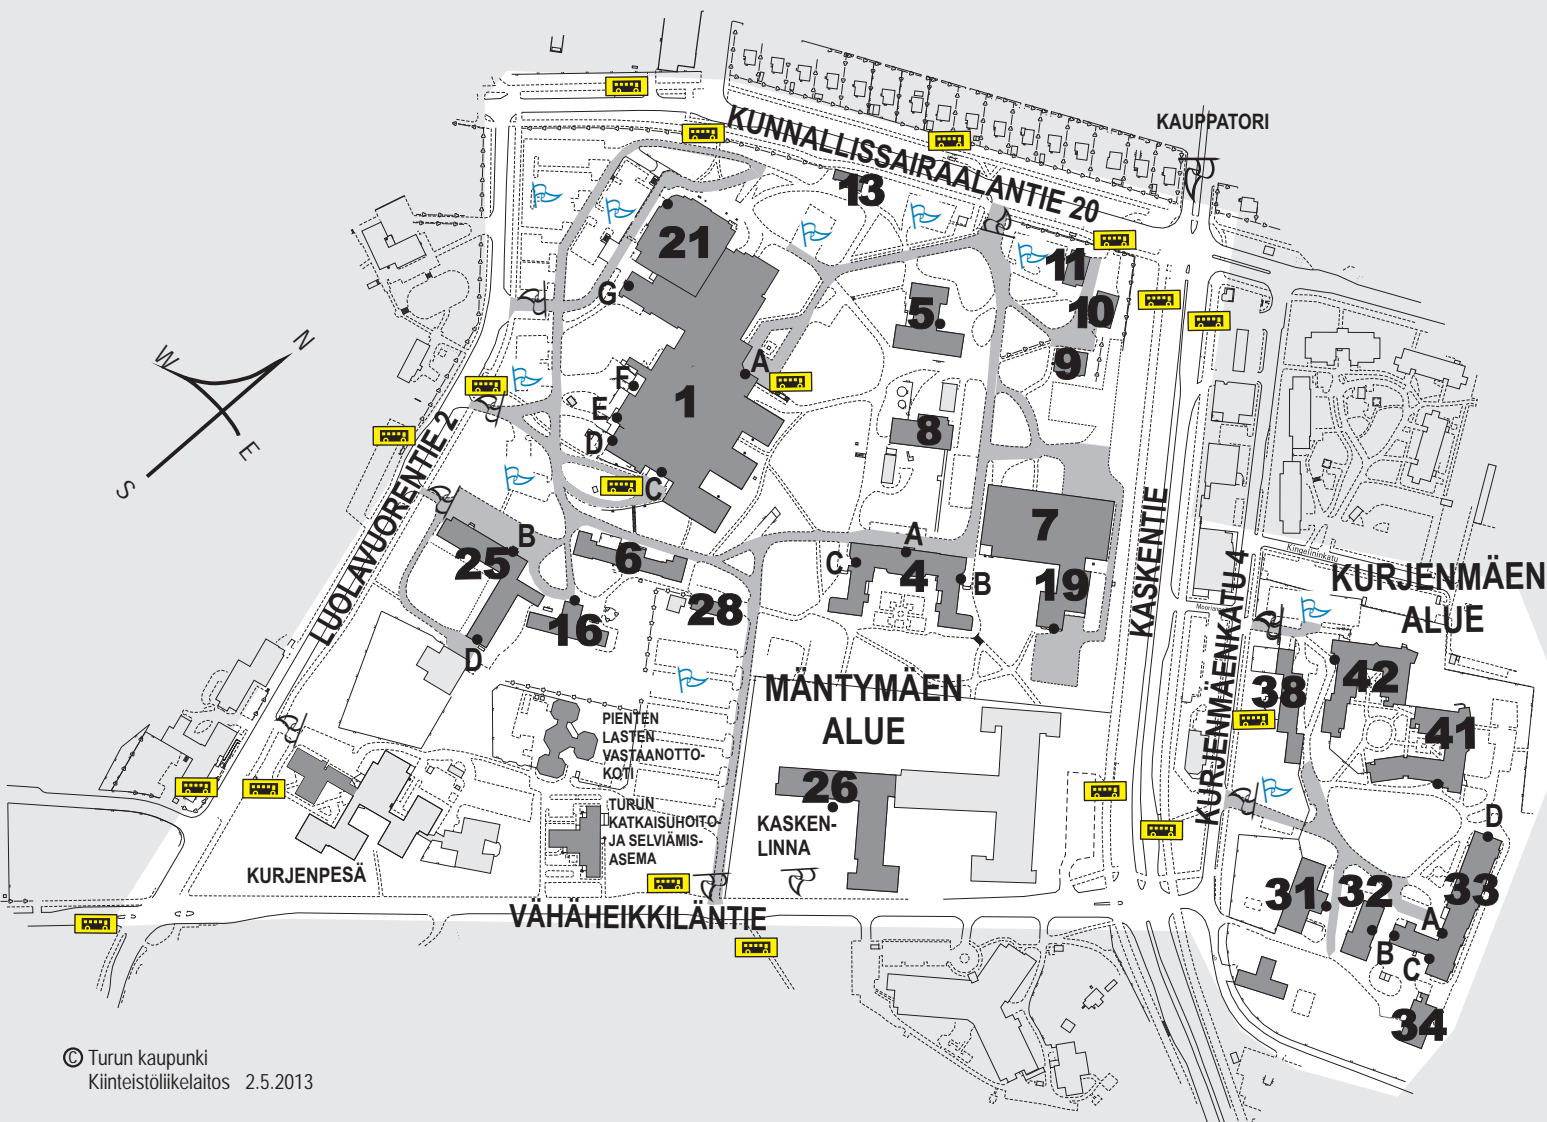 KAUPPATORI
KUNNALLISSAIRAALANTIE 20
13
21
11
G
10
5.
N
W
A
9
F
1
E
E
D
8
LUOLAVUORENTIE 2
S
C
7
KASKENTIE
A
B
25
6
C
4
B
Kingelininkatu
KURJENMÄEN
ALUE
KURJENMÄENKATU 4
28
19
16
D
38
42
MÄNTYMÄEN
ALUE
PIENTEN
LASTEN
VASTAANOTTO-
KOTI
41
26
TURUN
KATKAISUHOITO-
JA SELVIÄMIS-
ASEMA
KASKEN-
LINNA
D
KURJENPESÄ
31.
32
33
A
VÄHÄHEIKKILÄNTIE
B
C
34
© Turun kaupunki
Kiinteistöliikelaitos 2.5.2013